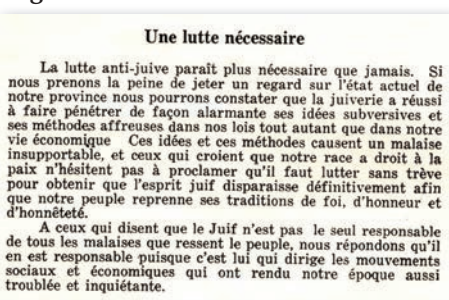 Une lutte nécessaire
La lutte anti-juive paraît plus nécessaire que jamais. Si
nous prenons la peine de jeter un regard sur l'état actuel de
notre province nous pourrons constater que la juiverie a réussi
à faire pénétrer de façon alarmante ses idées subversives et
ses méthodes affreuses dans nos lois tout autant que dans notre
vie économique Ces idées et ces méthodes causent un malaise
insupportable, et ceux qui croient que notre race a droit à la
paix n'hésitent pas à proclamer qu'il faut lutter sans trève
pour obtenir que l'esprit juif disparaisse définitivement afin
que notre peuple reprenne ses traditions de foi, d'honneur et
d'honnêteté.
A ceux qui disent que le Juif n'est pas le seul responsable
de tous les malaises que ressent le peuple, nous répondons qu'il
en est responsable puisque c'est lui qui dirige les mouvements
sociaux et économiques qui ont rendu notre époque aussi
troublée et inquiétante.